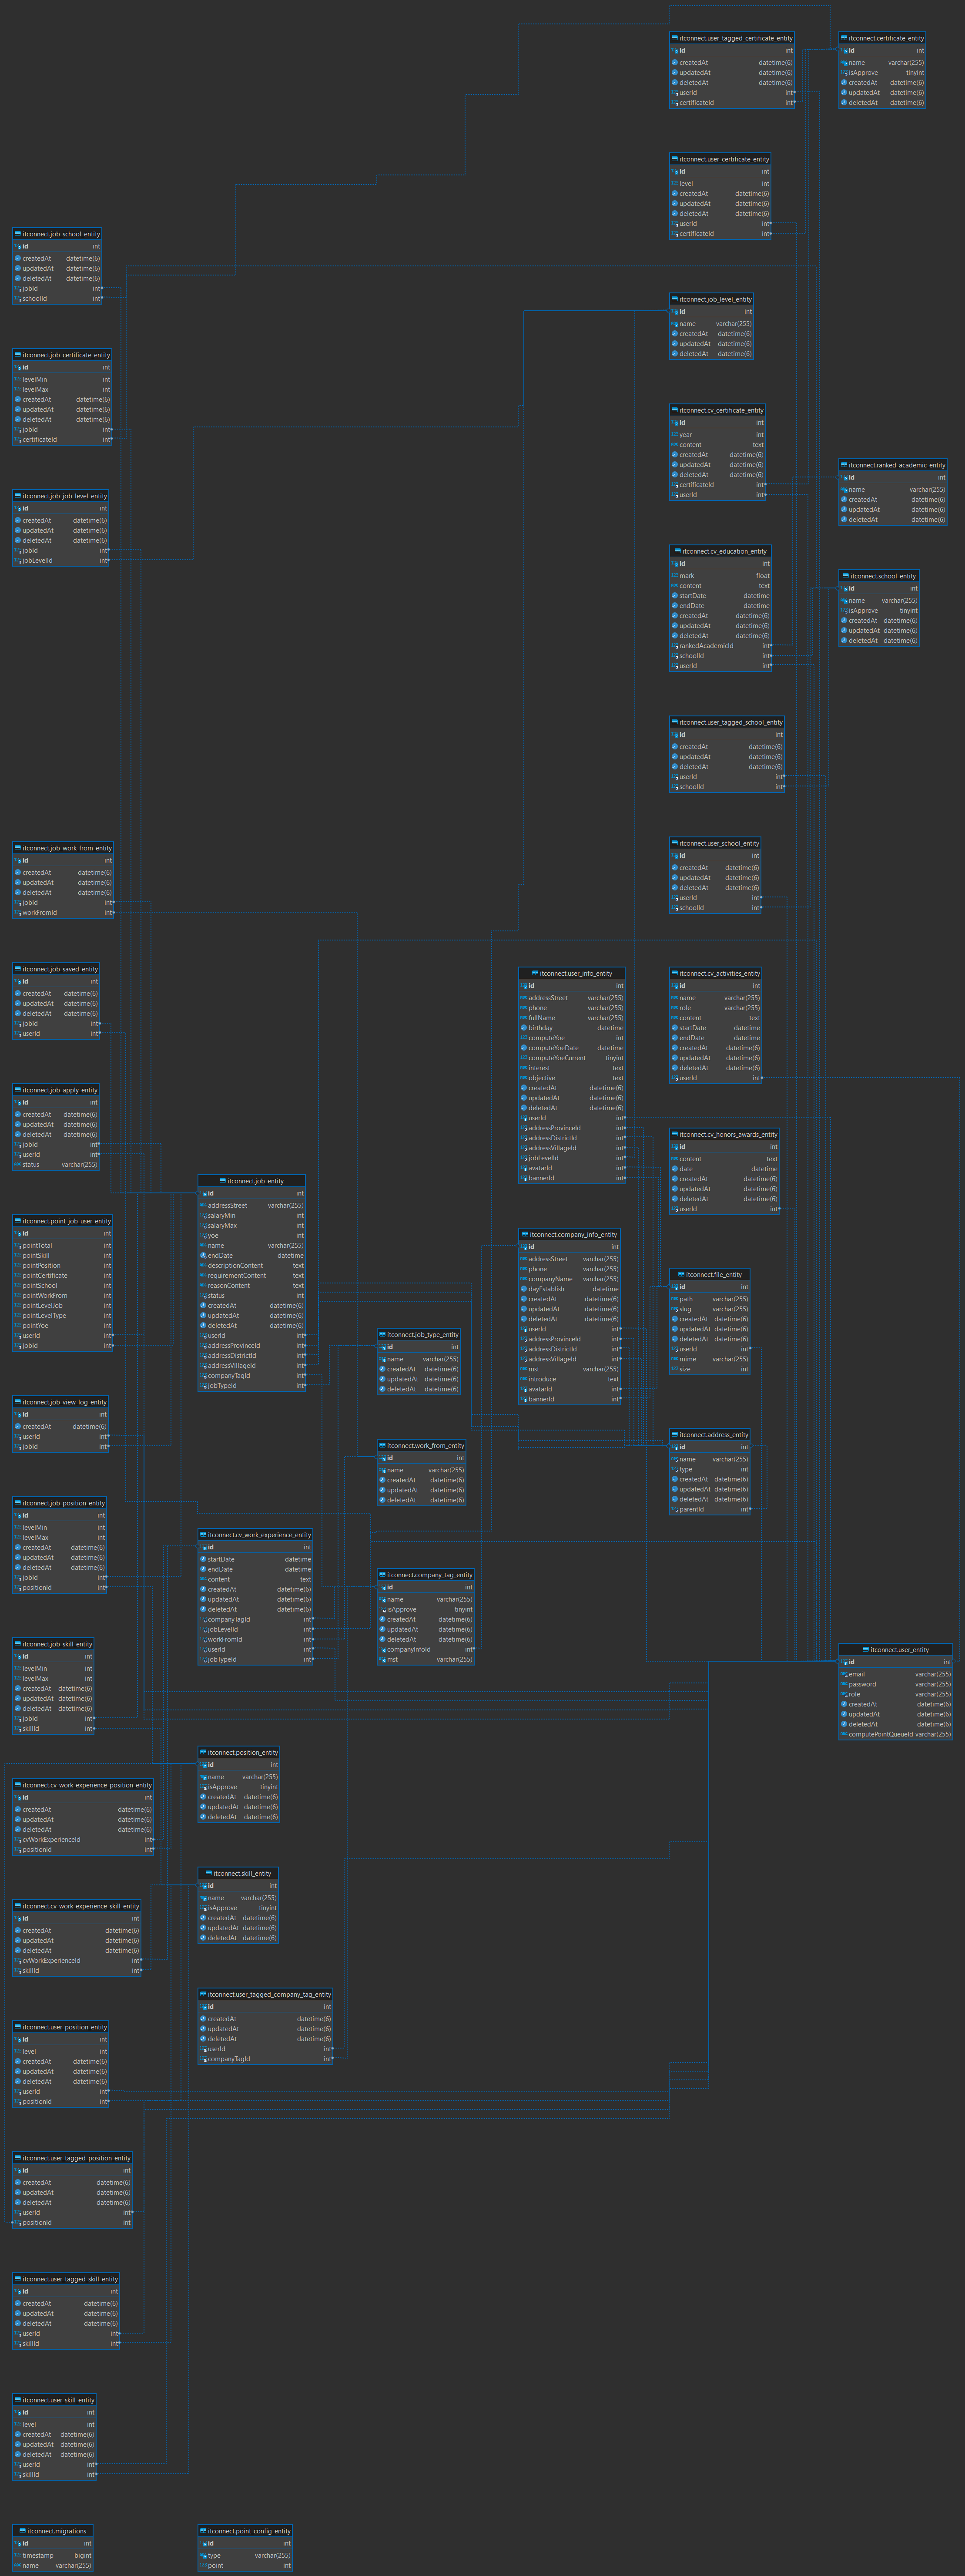 itconnect.user_tagged_certificate_entity
id int
createdAt datetime(6)
updatedAt datetime(6)
deletedAt datetime(6)
userId int
certificateId int
itconnect.certificate_entity
id int
name varchar(255)
isApprove tinyint
createdAt datetime(6)
updatedAt datetime(6)
deletedAt datetime(6)
itconnect.user_certificate_entity
id int
level int
createdAt datetime(6)
updatedAt datetime(6)
deletedAt datetime(6)
userId int
certificateId int
itconnect.job_school_entity
id int
createdAt datetime(6)
updatedAt datetime(6)
deletedAt datetime(6)
jobId int
schoolId int
itconnect.job_level_entity
id int
name varchar(255)
createdAt datetime(6)
updatedAt datetime(6)
deletedAt datetime(6)
itconnect.job_certificate_entity
id int
levelMin int
levelMax int
createdAt datetime(6)
updatedAt datetime(6)
deletedAt datetime(6)
jobId int
certificateId int
itconnect.cv_certificate_entity
id int
year int
content text
createdAt datetime(6)
updatedAt datetime(6)
deletedAt datetime(6)
certificateId int
userId int
itconnect.ranked_academic_entity
id int
name varchar(255)
createdAt datetime(6)
updatedAt datetime(6)
deletedAt datetime(6)
itconnect.job_job_level_entity
id int
createdAt datetime(6)
updatedAt datetime(6)
deletedAt datetime(6)
jobId int
jobLevelId int
itconnect.cv_education_entity
id int
mark float
content text
startDate datetime
endDate datetime
createdAt datetime(6)
updatedAt datetime(6)
deletedAt datetime(6)
rankedAcademicId int
schoolId int
userId int
itconnect.school_entity
id int
name varchar(255)
isApprove tinyint
createdAt datetime(6)
updatedAt datetime(6)
deletedAt datetime(6)
itconnect.user_tagged_school_entity
id int
createdAt datetime(6)
updatedAt datetime(6)
deletedAt datetime(6)
userId int
schoolId int
itconnect.user_school_entity
id int
createdAt datetime(6)
updatedAt datetime(6)
deletedAt datetime(6)
userId int
schoolId int
itconnect.job_work_from_entity
id int
createdAt datetime(6)
updatedAt datetime(6)
deletedAt datetime(6)
jobId int
workFromId int
itconnect.job_saved_entity
id int
createdAt datetime(6)
updatedAt datetime(6)
deletedAt datetime(6)
jobId int
userId int
itconnect.user_info_entity
id int
addressStreet varchar(255)
phone varchar(255)
fullName varchar(255)
birthday datetime
computeYoe int
computeYoeDate datetime
computeYoeCurrent tinyint
interest text
objective text
createdAt datetime(6)
updatedAt datetime(6)
deletedAt datetime(6)
userId int
addressProvinceId int
addressDistrictId int
addressVillageId int
jobLevelId int
avatarId int
bannerId int
itconnect.cv_activities_entity
id int
name varchar(255)
role varchar(255)
content text
startDate datetime
endDate datetime
createdAt datetime(6)
updatedAt datetime(6)
deletedAt datetime(6)
userId int
itconnect.job_apply_entity
id int
createdAt datetime(6)
updatedAt datetime(6)
deletedAt datetime(6)
jobId int
userId int
status varchar(255)
itconnect.cv_honors_awards_entity
id int
content text
date datetime
createdAt datetime(6)
updatedAt datetime(6)
deletedAt datetime(6)
userId int
itconnect.job_entity
id int
addressStreet varchar(255)
salaryMin int
salaryMax int
yoe int
name varchar(255)
endDate datetime
descriptionContent text
requirementContent text
reasonContent text
status int
createdAt datetime(6)
updatedAt datetime(6)
deletedAt datetime(6)
userId int
addressProvinceId int
addressDistrictId int
addressVillageId int
companyTagId int
jobTypeId int
itconnect.point_job_user_entity
id int
pointTotal int
pointSkill int
pointPosition int
pointCertificate int
pointSchool int
pointWorkFrom int
pointLevelJob int
pointLevelType int
pointYoe int
userId int
jobId int
itconnect.company_info_entity
id int
addressStreet varchar(255)
phone varchar(255)
companyName varchar(255)
dayEstablish datetime
createdAt datetime(6)
updatedAt datetime(6)
deletedAt datetime(6)
userId int
addressProvinceId int
addressDistrictId int
addressVillageId int
mst varchar(255)
introduce text
avatarId int
bannerId int
itconnect.file_entity
id int
path varchar(255)
slug varchar(255)
createdAt datetime(6)
updatedAt datetime(6)
deletedAt datetime(6)
userId int
mime varchar(255)
size int
itconnect.job_type_entity
id int
name varchar(255)
createdAt datetime(6)
updatedAt datetime(6)
deletedAt datetime(6)
itconnect.job_view_log_entity
id int
createdAt datetime(6)
userId int
jobId int
itconnect.work_from_entity
id int
name varchar(255)
createdAt datetime(6)
updatedAt datetime(6)
deletedAt datetime(6)
itconnect.address_entity
id int
name varchar(255)
type int
createdAt datetime(6)
updatedAt datetime(6)
deletedAt datetime(6)
parentId int
itconnect.job_position_entity
id int
levelMin int
levelMax int
createdAt datetime(6)
updatedAt datetime(6)
deletedAt datetime(6)
jobId int
positionId int
itconnect.cv_work_experience_entity
id int
startDate datetime
endDate datetime
content text
createdAt datetime(6)
updatedAt datetime(6)
deletedAt datetime(6)
companyTagId int
jobLevelId int
workFromId int
userId int
jobTypeId int
itconnect.company_tag_entity
id int
name varchar(255)
isApprove tinyint
createdAt datetime(6)
updatedAt datetime(6)
deletedAt datetime(6)
companyInfoId int
mst varchar(255)
itconnect.job_skill_entity
id int
levelMin int
levelMax int
createdAt datetime(6)
updatedAt datetime(6)
deletedAt datetime(6)
jobId int
skillId int
itconnect.user_entity
id int
email varchar(255)
password varchar(255)
role varchar(255)
createdAt datetime(6)
updatedAt datetime(6)
deletedAt datetime(6)
computePointQueueId varchar(255)
itconnect.position_entity
id int
name varchar(255)
isApprove tinyint
createdAt datetime(6)
updatedAt datetime(6)
deletedAt datetime(6)
itconnect.cv_work_experience_position_entity
id int
createdAt datetime(6)
updatedAt datetime(6)
deletedAt datetime(6)
cvWorkExperienceId int
positionId int
itconnect.skill_entity
id int
name varchar(255)
isApprove tinyint
createdAt datetime(6)
updatedAt datetime(6)
deletedAt datetime(6)
itconnect.cv_work_experience_skill_entity
id int
createdAt datetime(6)
updatedAt datetime(6)
deletedAt datetime(6)
cvWorkExperienceId int
skillId int
itconnect.user_tagged_company_tag_entity
id int
createdAt datetime(6)
updatedAt datetime(6)
deletedAt datetime(6)
userId int
companyTagId int
itconnect.user_position_entity
id int
level int
createdAt datetime(6)
updatedAt datetime(6)
deletedAt datetime(6)
userId int
positionId int
itconnect.user_tagged_position_entity
id int
createdAt datetime(6)
updatedAt datetime(6)
deletedAt datetime(6)
userId int
positionId int
itconnect.user_tagged_skill_entity
id int
createdAt datetime(6)
updatedAt datetime(6)
deletedAt datetime(6)
userId int
skillId int
itconnect.user_skill_entity
id int
level int
createdAt datetime(6)
updatedAt datetime(6)
deletedAt datetime(6)
userId int
skillId int
itconnect.migrations
id int
timestamp bigint
name varchar(255)
itconnect.point_config_entity
id int
type varchar(255)
point int